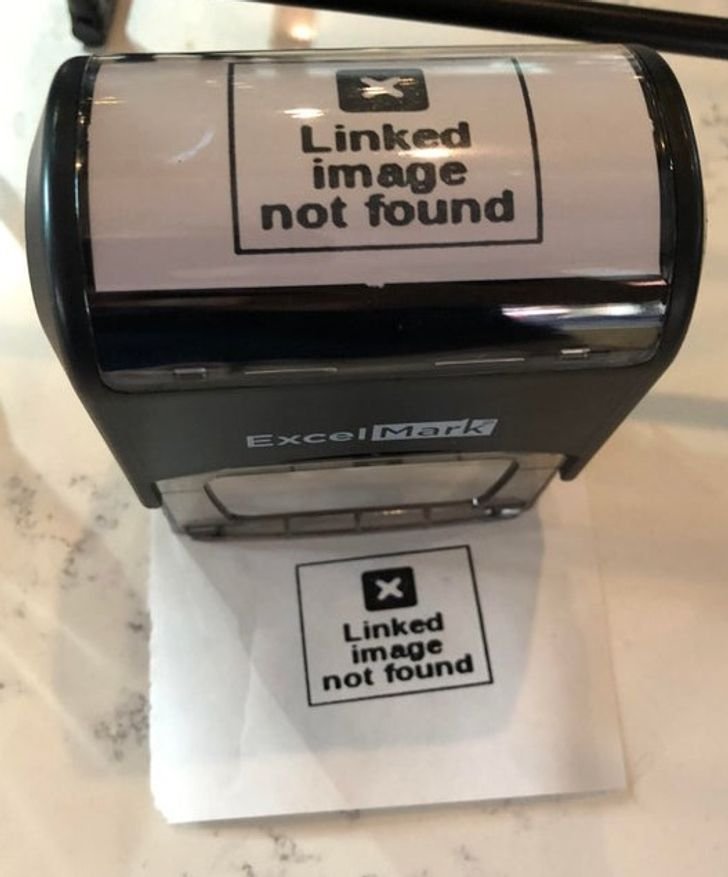 Linked
image
not found
ExcelMark
Linked
image
not found